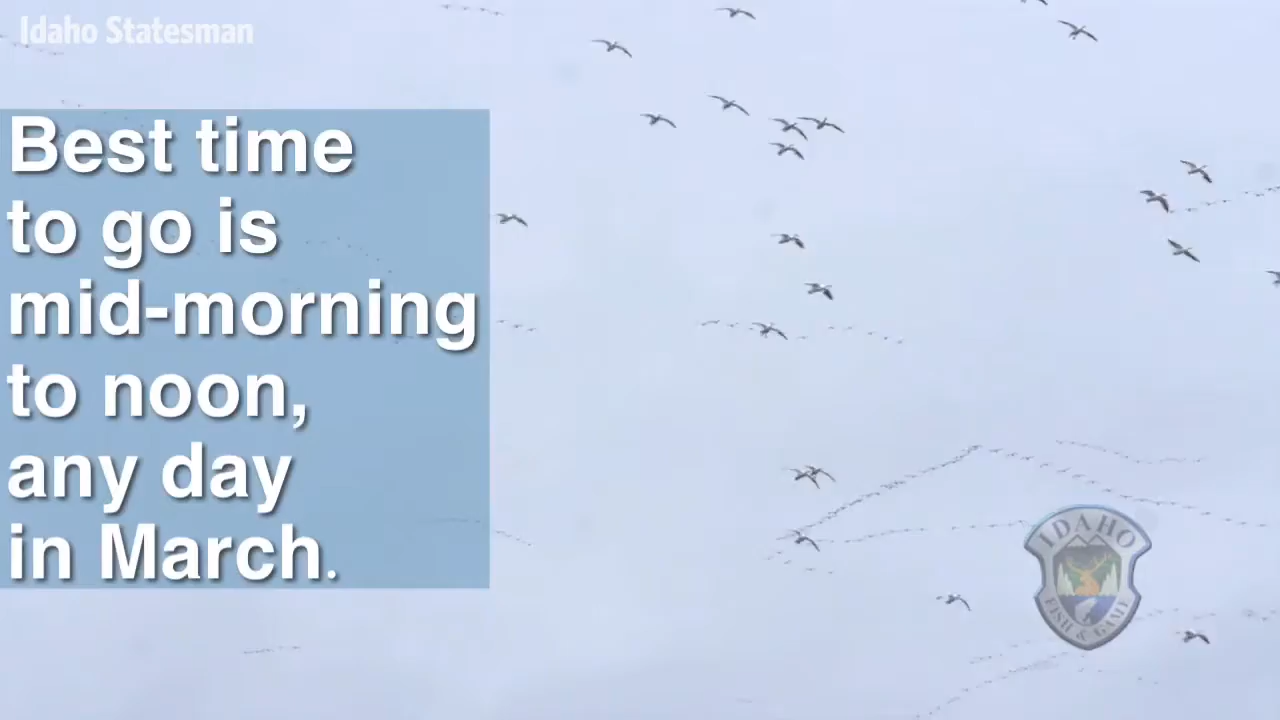 Idaho Statesman
Best time
to go is
mid-morning
to noon,
any day
in March.
IDAHO
FISH & GAME